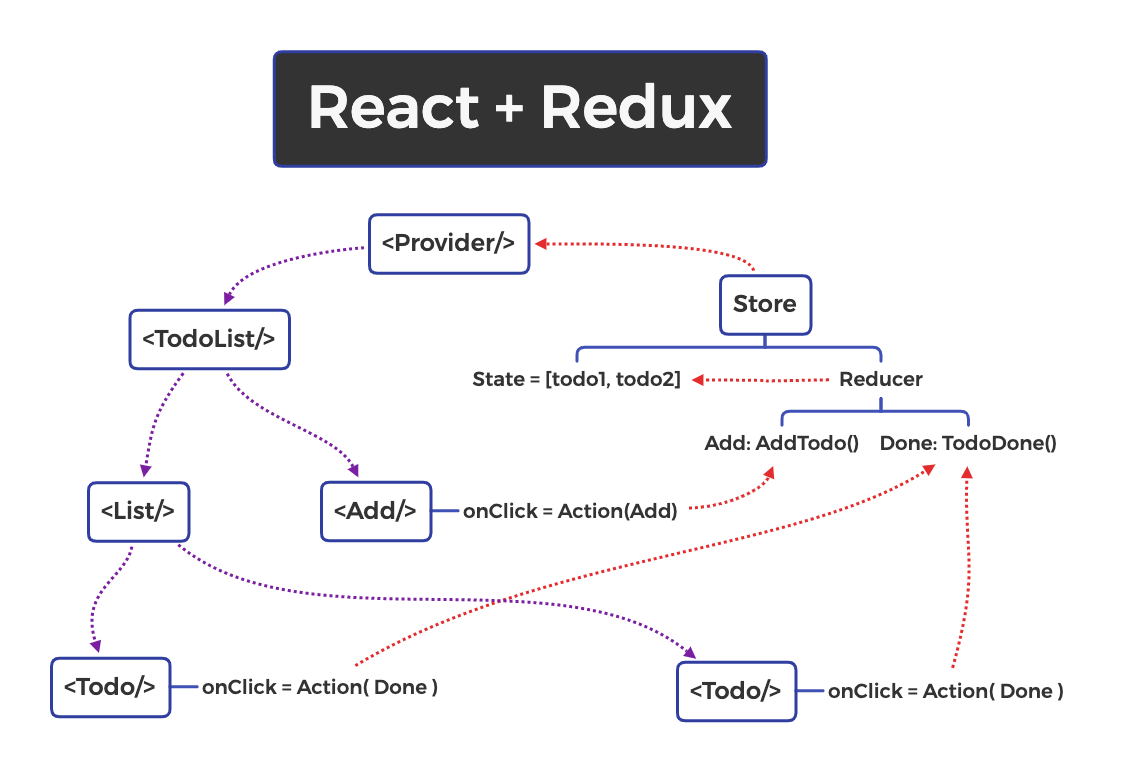 React + Redux
<Provider/>
Store
<TodoList/>
State = [todo1, todo2]
Reducer
Add: AddTodo()
Done: TodoDone()
<List/>
<Add/>
onClick = Action(Add)
<Todo/>
onClick = Action( Done )
<Todo/>
onClick = Action( Done )